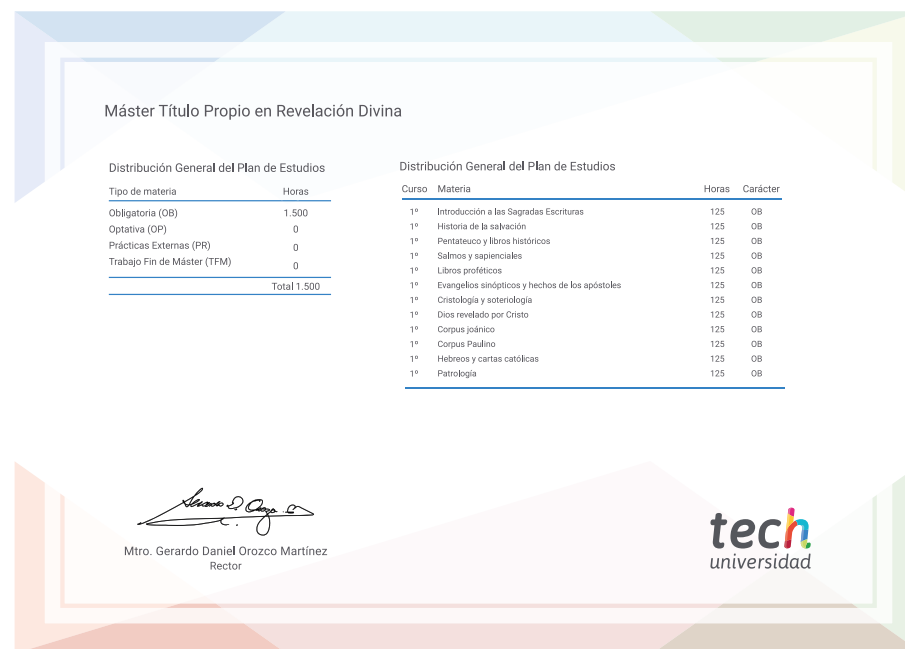 Máster Título Propio en Revelación Divina
Distribución General del Plan de Estudios
Tipo de materia Horas
Obligatoria (OB) 1.500
Optativa (OP) 0
Prácticas Externas (PR) 0
Trabajo Fin de Máster (TFM) 0
Total 1.500
Distribución General del Plan de Estudios
Curso Materia Horas Carácter
1º Introducción a las Sagradas Escrituras 125 OB
1º Historia de la salvación 125 OB
1º Pentateuco y libros históricos 125 OB
1º Salmos y sapienciales 125 OB
1º Libros proféticos 125 OB
1º Evangelios sinópticos y hechos de los apóstoles 125 OB
1º Cristología y soteriología 125 OB
1º Dios revelado por Cristo 125 OB
1º Corpus joánico 125 OB
1º Corpus Paulino 125 OB
1º Hebreos y cartas católicas 125 OB
1º Patrología 125 OB
Mtro. Gerardo Daniel Orozco Martínez
Rector
tech
universidad